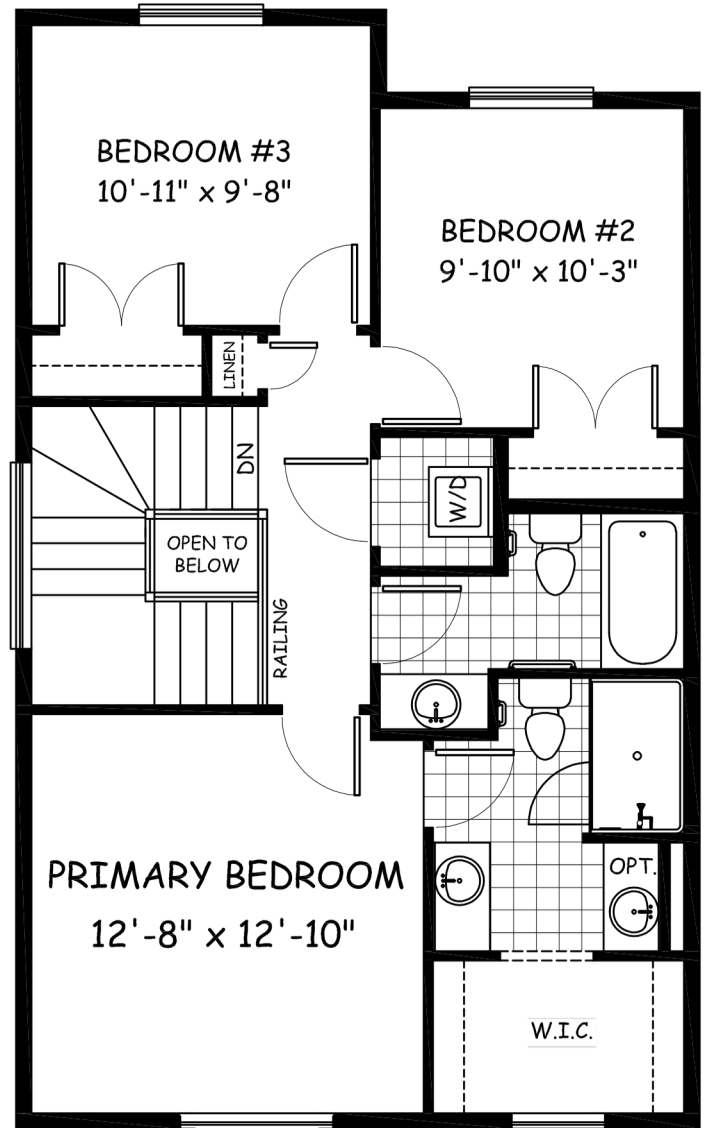 BEDROOM #3
10'-11" x 9'-8"
BEDROOM #2
9'-10" x 10'-3"
LINEN
DN
W/D
OPEN TO
BELOW
RAILING
PRIMARY BEDROOM
12'-8" x 12'-10"
OPT.
W.I.C.